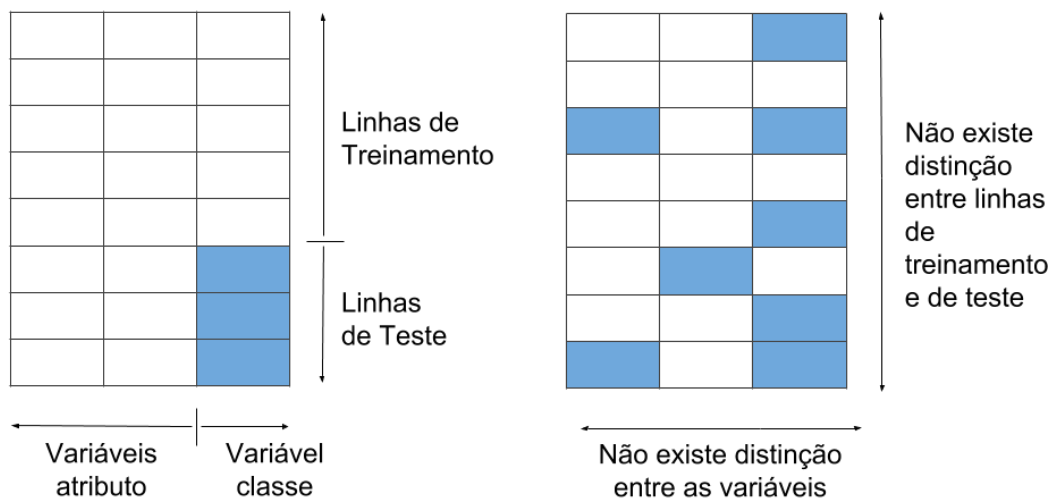 Linhas de
Treinamento
Linhas
de Teste
Variáveis
atributo
Variável
classe
Não existe
distinção
entre linhas
de
treinamento
e de teste
Não existe distinção
entre as variáveis